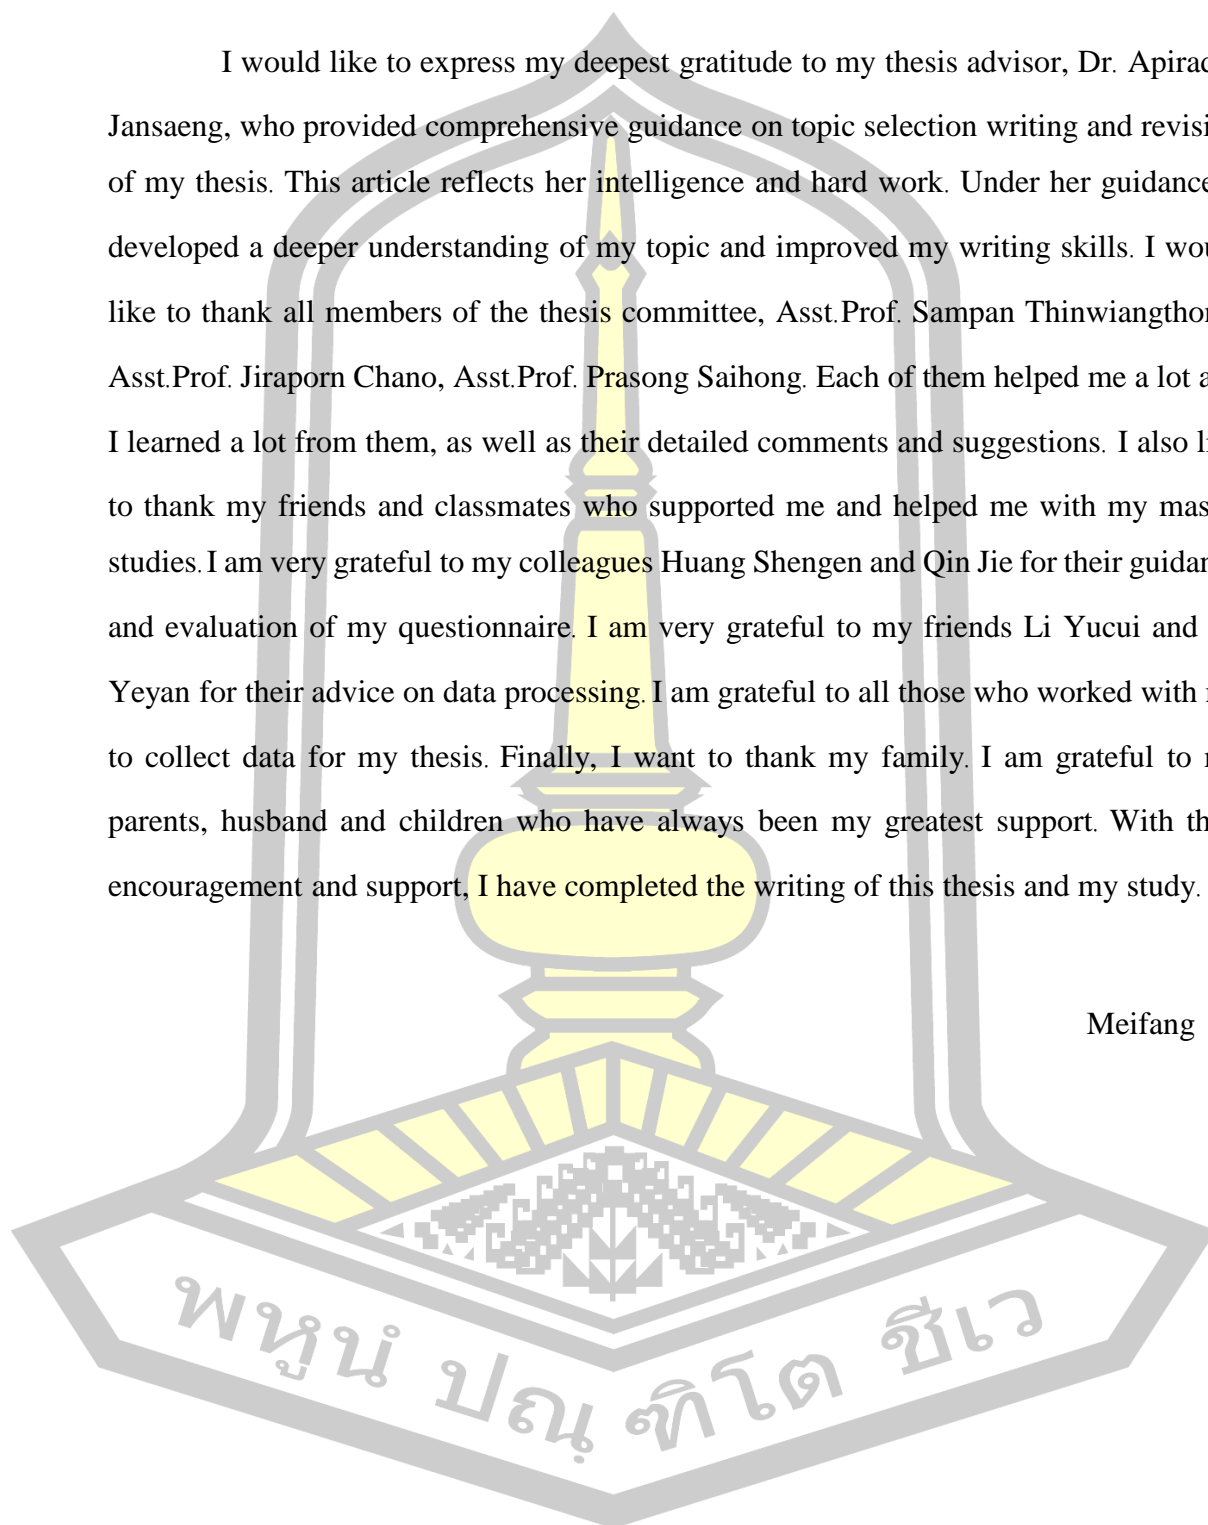 I would like to express my deepest gratitude to my thesis advisor, Dr. Apirac
Jansaeng, who provided comprehensive guidance on topic selection writing and revisi
of my thesis. This article reflects her intelligence and hard work. Under her guidance
developed a deeper understanding of my topic and improved my writing skills. I wou
like to thank all members of the thesis committee, Asst.Prof. Sampan Thinwiangthon
Asst.Prof. Jiraporn Chano, Asst.Prof. Prasong Saihong. Each of them helped me a lot a
I learned a lot from them, as well as their detailed comments and suggestions. I also li
to thank my friends and classmates who supported me and helped me with my mas
studies. I am very grateful to my colleagues Huang Shengen and Qin Jie for their guidan
and evaluation of my questionnaire. I am very grateful to my friends Li Yucui and
Yeyan for their advice on data processing. I am grateful to all those who worked with
to collect data for my thesis. Finally, I want to thank my family. I am grateful to
parents, husband and children who have always been my greatest support. With th
encouragement and support, I have completed the writing of this thesis and my study.
Meifang
พหูนํ ปณฺฑิโต ชีเว